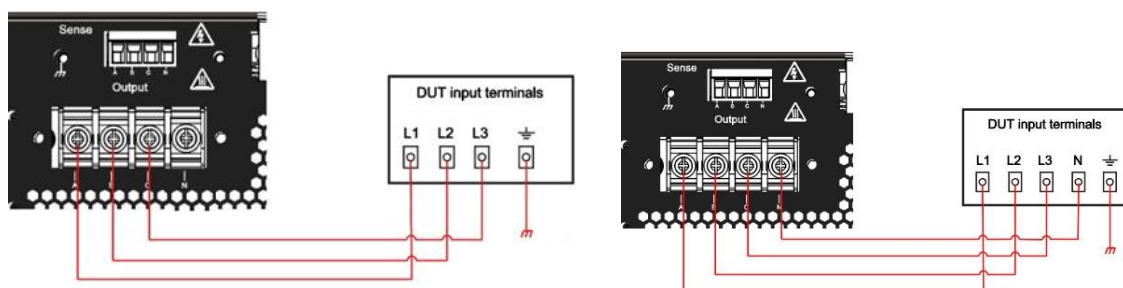 Sense
A B C N
Output
A B C N
DUT input terminals
L1 L2 L3
Sense
A B C N
Output
A B C N
DUT input terminals
L1 L2 L3 N